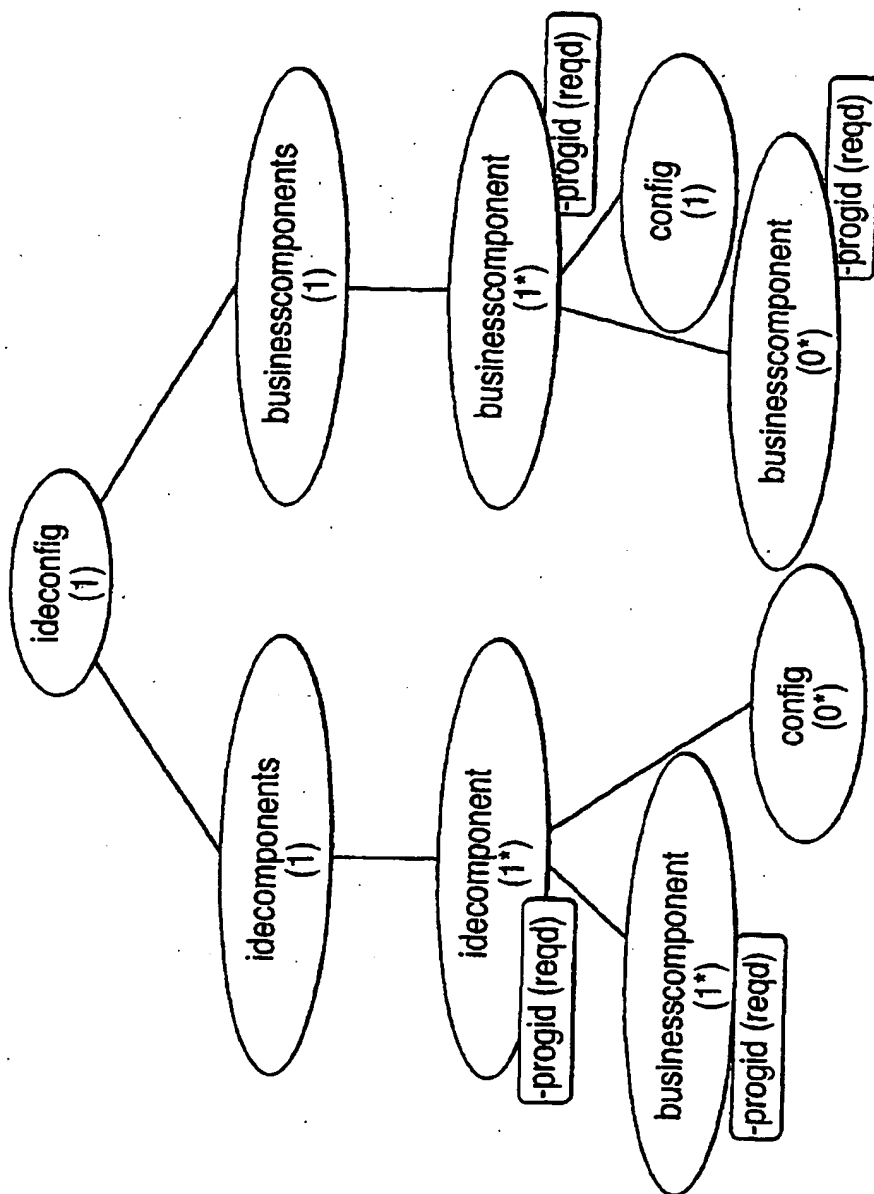 ideconfig
(1)
idecomponents
(1)
businesscomponents
(1)
idecomponent
(1*)
-progid (reqd)
businesscomponent
(1*)
-progid (reqd)
businesscomponent
(1*)
-progid (reqd)
config
(0*)
config
(1)
businesscomponent
(0*)
-progid (reqd)